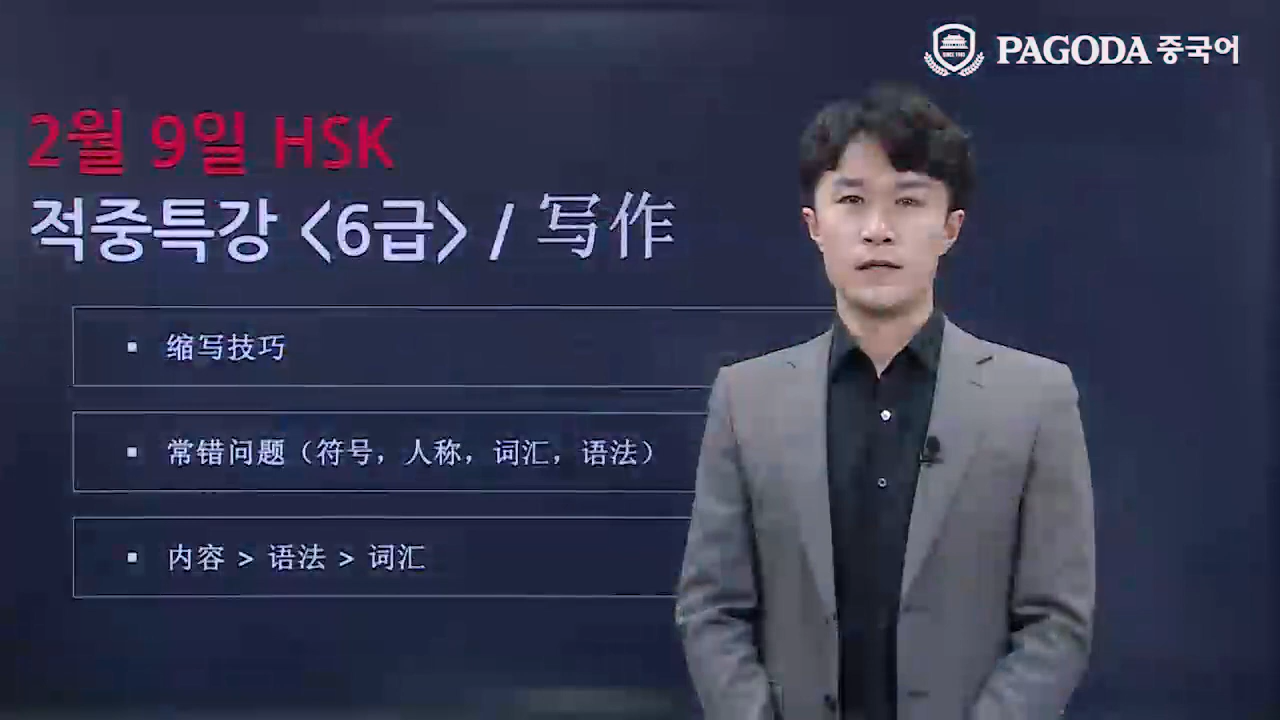 PAGODA 중국어
2월 9일 HSK
적중특강 <6급> / 写作
▪ 缩写技巧
▪ 常错问题（符号，人称，词汇，语法）
▪ 内容 > 语法 > 词汇